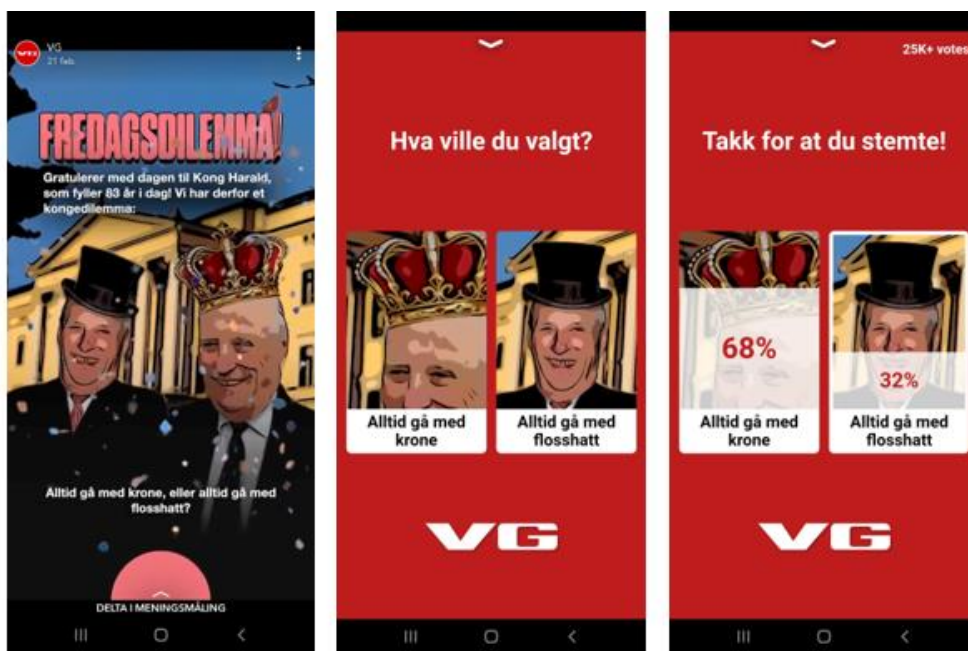 VG
21 feb.
FREDAGSDILEMMA!
Gratulerer med dagen til Kong Harald,
som fyller 83 år i dag! Vi har derfor et
kongedilemma:
Alltid gå med krone, eller alltid gå med
flosshatt?
DELTA I MENINGSMÅLING
Hva ville du valgt?
Alltid gå med
krone
Alltid gå med
flosshatt
VG
25K+ votes
Takk for at du stemte!
68%
32%
Alltid gå med
krone
Alltid gå med
flosshatt
VG